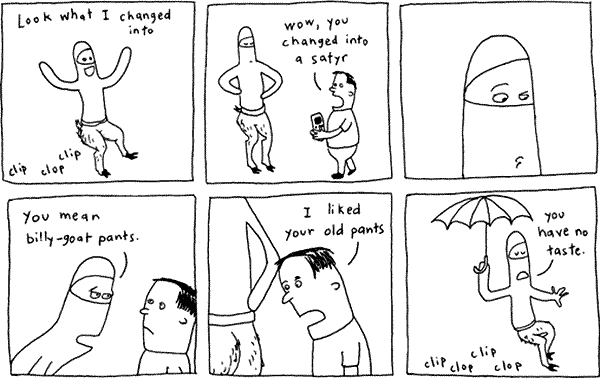 Look what I changed
into
clip
clip clop
wow, you
changed into
a satyr
You mean
billy-goat pants.
I liked
your old pants
you
have no
taste.
clip
clip clop clop